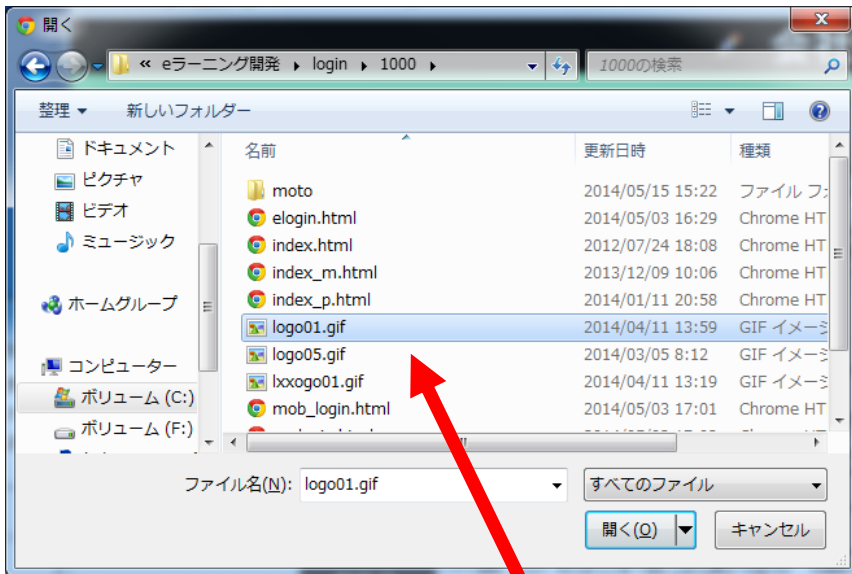 開く
« eラーニング開発 ▸ login ▸ 1000 ▸
1000の検索
整理 ▼ 新しいフォルダー
ドキュメント
ピクチャ
ビデオ
ミュージック
ホームグループ
コンピューター
ボリューム (C:)
ボリューム (F:)
名前 更新日時 種類
moto 2014/05/15 15:22 ファイル フ
elogin.html 2014/05/03 16:29 Chrome HT
index.html 2012/07/24 18:08 Chrome HT
index_m.html 2013/12/09 10:06 Chrome HT
index_p.html 2014/01/11 20:58 Chrome HT
logo01.gif 2014/04/11 13:59 GIF イメージ
logo05.gif 2014/03/05 8:12 GIF イメージ
lxxogo01.gif 2014/04/11 13:19 GIF イメージ
mob_login.html 2014/05/03 17:01 Chrome HT
ファイル名(N): logo01.gif すべてのファイル
開く(O) キャンセル